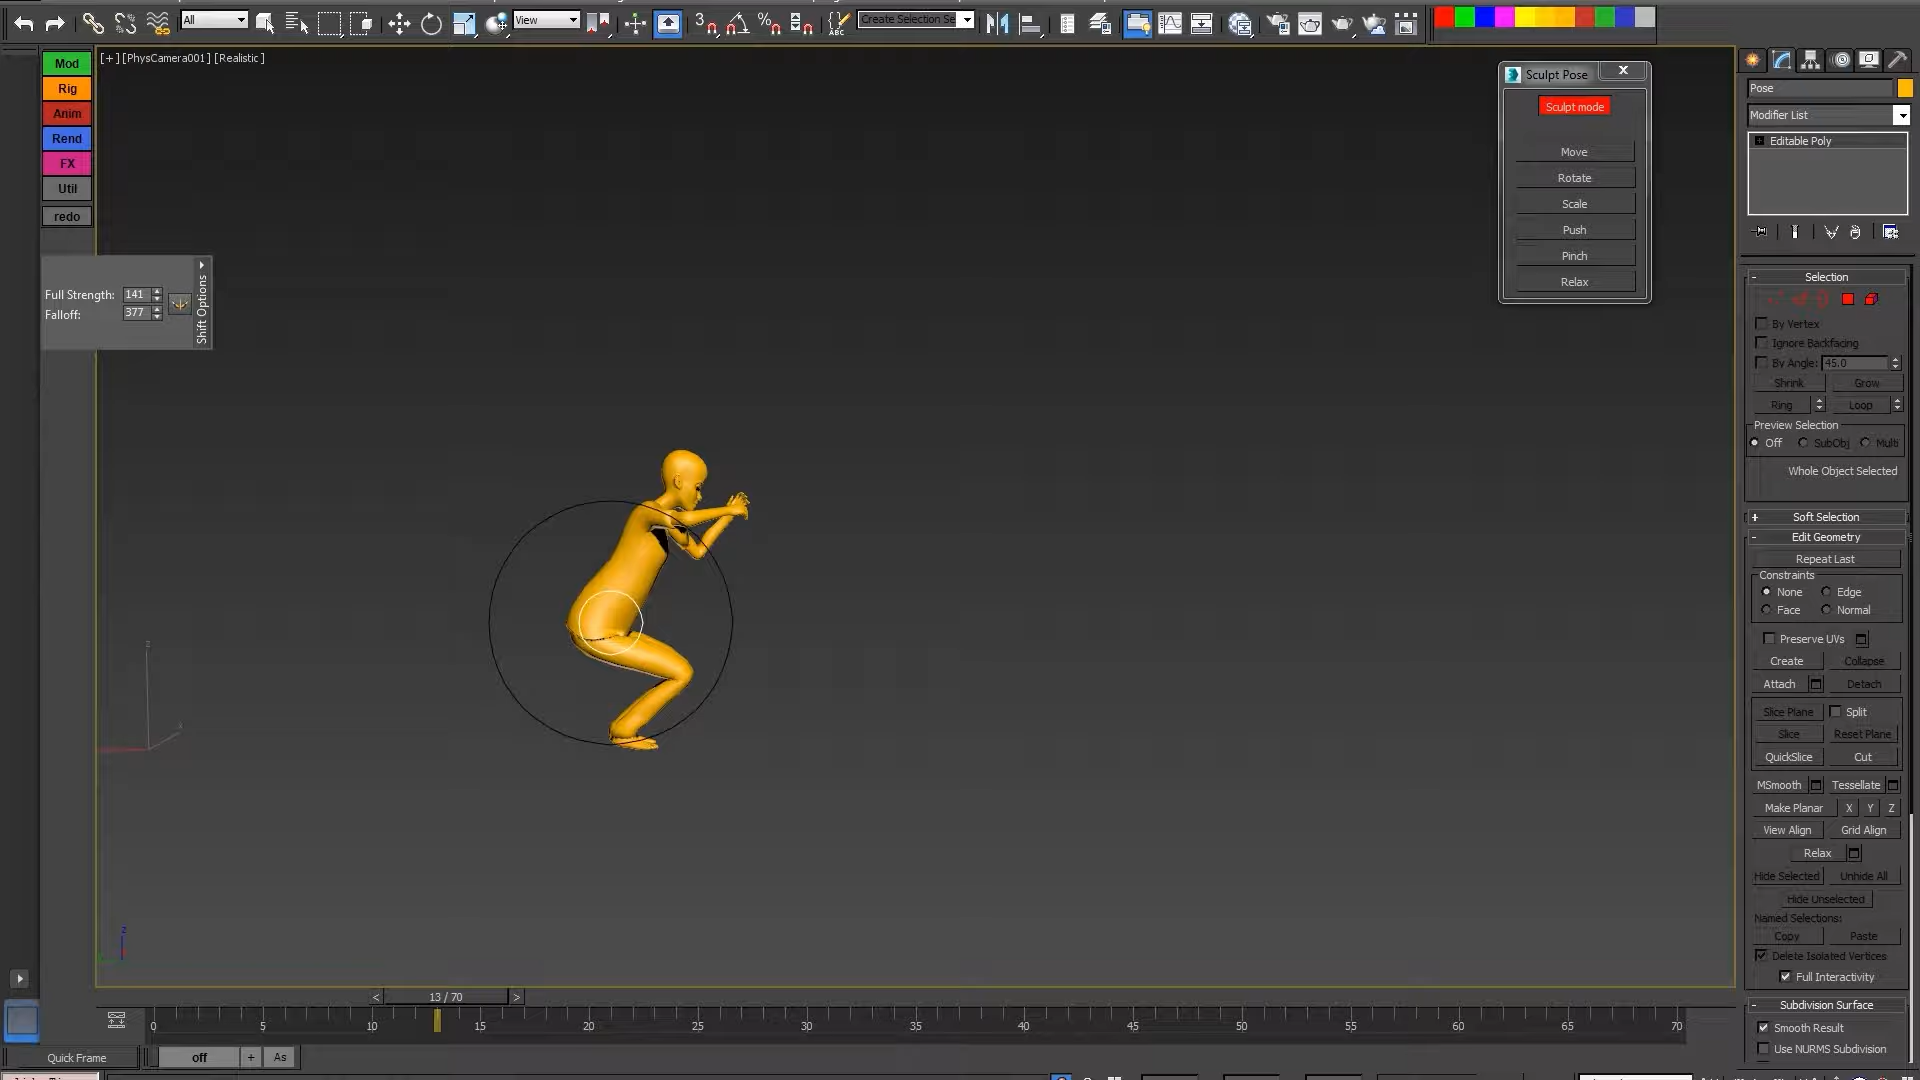 All
View
Create Selection Se
ABC
[+] [PhysCamera001] [Realistic]
Mod
Rig
Anim
Rend
FX
Util
redo
Full Strength: 141
Falloff: 377
Shift Options
Sculpt Pose
Sculpt mode
Move
Rotate
Scale
Push
Pinch
Relax
Pose
Modifier List
Editable Poly
Selection
By Vertex
Ignore Backfacing
By Angle: 45.0
Shrink Grow
Ring Loop
Preview Selection
Off SubObj Multi
Whole Object Selected
Soft Selection
Edit Geometry
Repeat Last
Constraints
None Edge
Face Normal
Preserve UVs
Create Collapse
Attach Detach
Slice Plane Split
Slice Reset Plane
QuickSlice Cut
MSmooth Tessellate
Make Planar X Y Z
View Align Grid Align
Relax
Hide Selected Unhide All
Hide Unselected
Named Selections:
Copy Paste
Delete Isolated Vertices
Full Interactivity
Subdivision Surface
Smooth Result
Use NURMS Subdivision
z
< 13 / 70 >
0 5 10 15 20 25 30 35 40 45 50 55 60 65 70
Quick Frame off + As